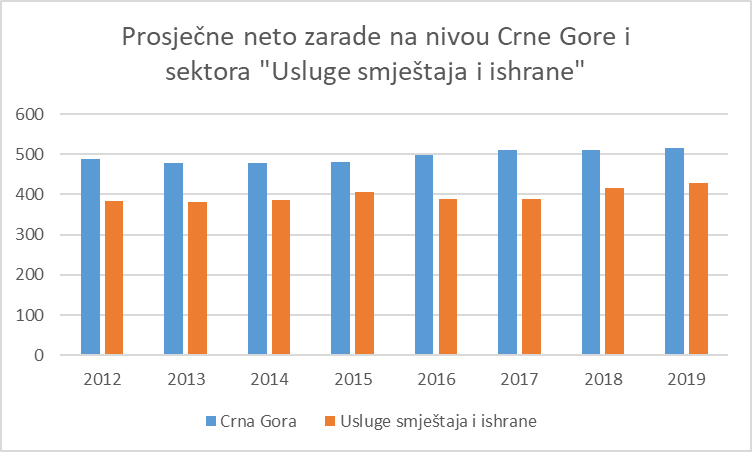 Prosječne neto zarade na nivou Crne Gore i
sektora "Usluge smještaja i ishrane"
600
500
400
300
200
100
0
2012 2013 2014 2015 2016 2017 2018 2019
Crna Gora Usluge smještaja i ishrane